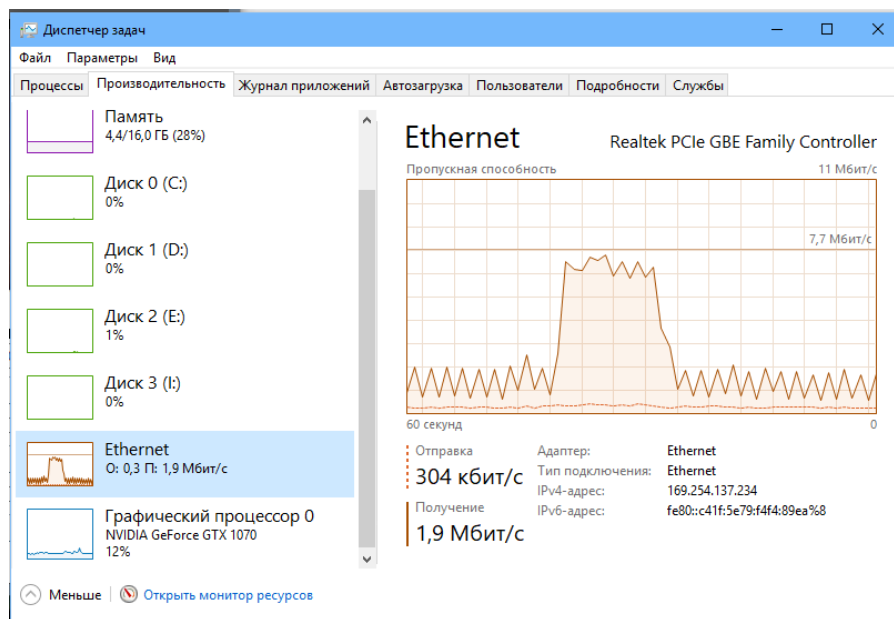 Диспетчер задач
Файл Параметры Вид
Процессы Производительность Журнал приложений Автозагрузка Пользователи Подробности Службы
Память
4,4/16,0 ГБ (28%)
Диск 0 (C:)
0%
Диск 1 (D:)
0%
Диск 2 (E:)
1%
Диск 3 (I:)
0%
Ethernet
О: 0,3 П: 1,9 Мбит/с
Графический процессор 0
NVIDIA GeForce GTX 1070
12%
Ethernet Realtek PCIe GBE Family Controller
Пропускная способность 11 Мбит/с
7,7 Мбит/с
60 секунд 0
Отправка
304 кбит/с
Получение
1,9 Мбит/с
Адаптер: Ethernet
Тип подключения: Ethernet
IPv4-адрес: 169.254.137.234
IPv6-адрес: fe80::c41f:5e79:f4f4:89ea%8
Меньше Открыть монитор ресурсов